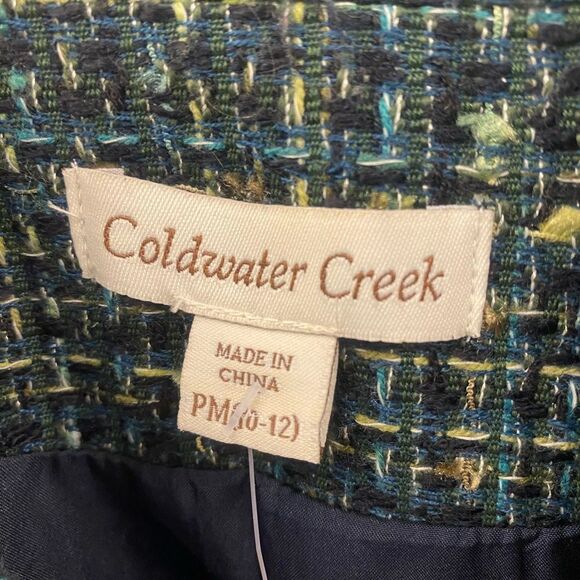 Coldwater Creek
MADE IN
CHINA
PM(10-12)